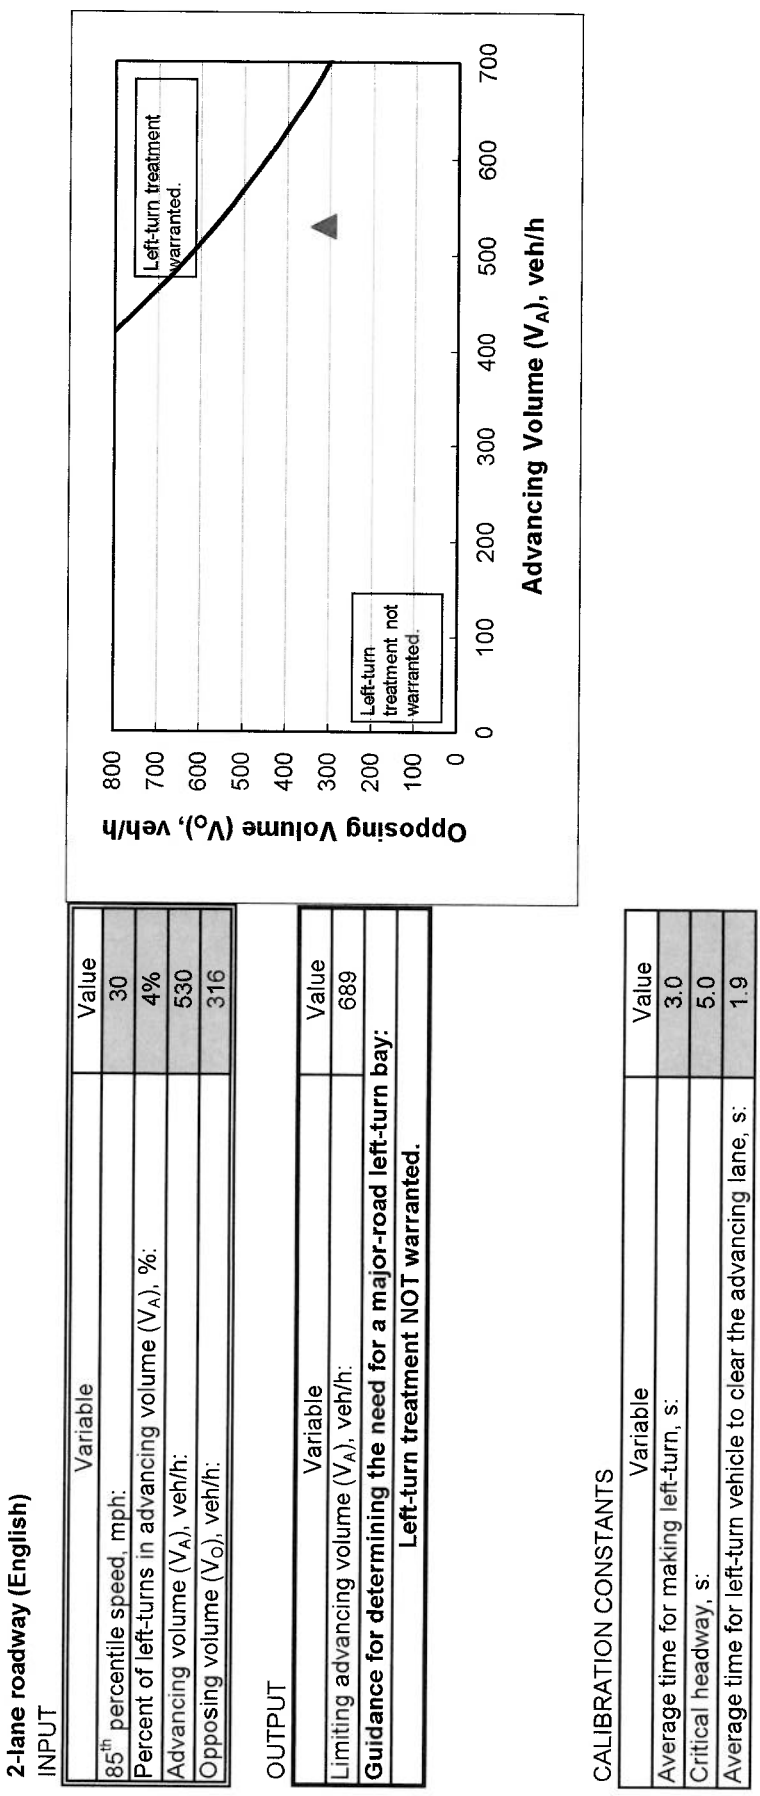 2-lane roadway (English)
INPUT
Variable Value
85th percentile speed, mph: 30
Percent of left-turns in advancing volume (VA), %: 4%
Advancing volume (VA), veh/h: 530
Opposing volume (VO), veh/h: 316
OUTPUT
Variable Value
Limiting advancing volume (VA), veh/h: 689
Guidance for determining the need for a major-road left-turn bay:
Left-turn treatment NOT warranted.
CALIBRATION CONSTANTS
Variable Value
Average time for making left-turn, s: 3.0
Critical headway, s: 5.0
Average time for left-turn vehicle to clear the advancing lane, s: 1.9
Opposing Volume (VO), veh/h
800
700
600
500
400
300
200
100
0
Left-turn treatment
warranted.
Left-turn
treatment not
warranted.
0 100 200 300 400 500 600 700
Advancing Volume (VA), veh/h